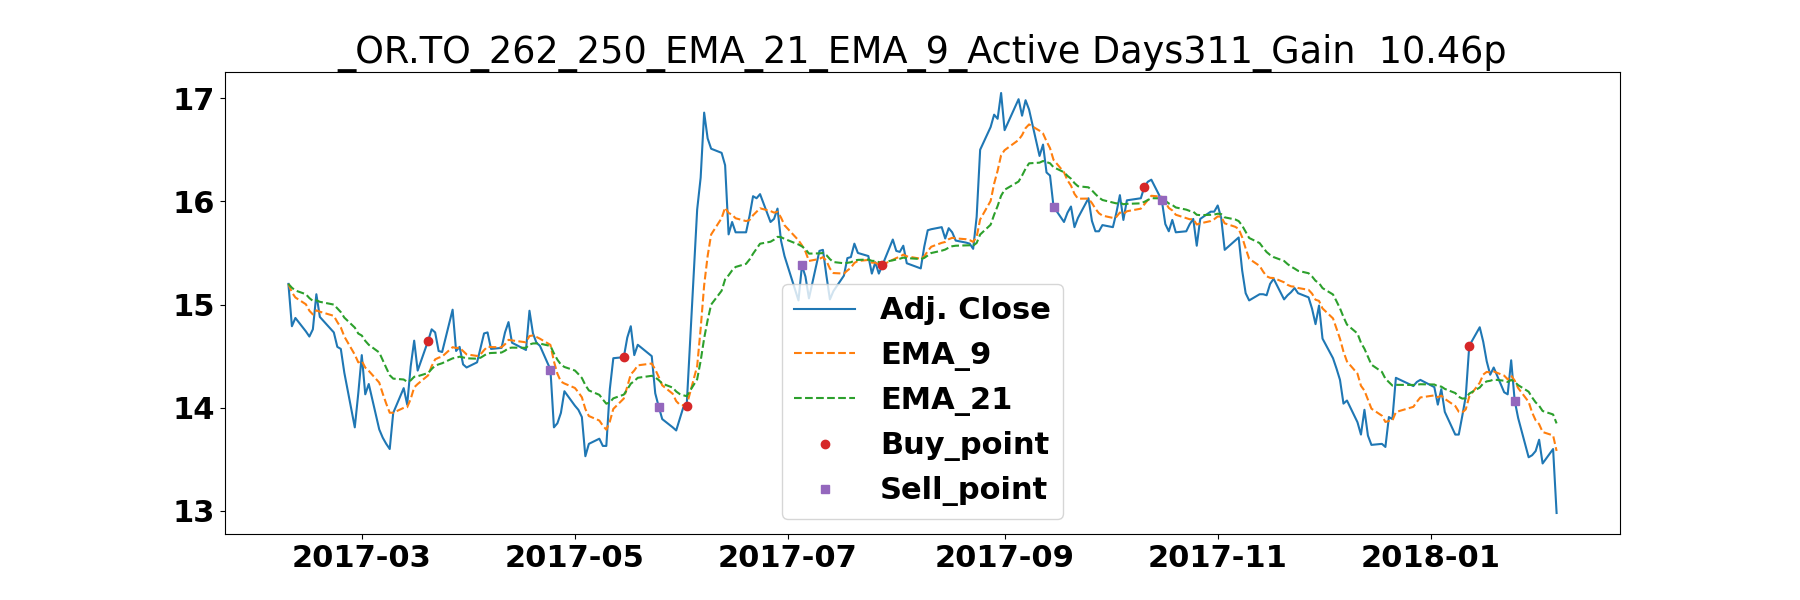 _OR.TO_262_250_EMA_21_EMA_9_Active Days311_Gain  10.46p
17
16
15
14
13
Adj. Close
EMA_9
EMA_21
Buy_point
Sell_point
2017-03 2017-05 2017-07 2017-09 2017-11 2018-01